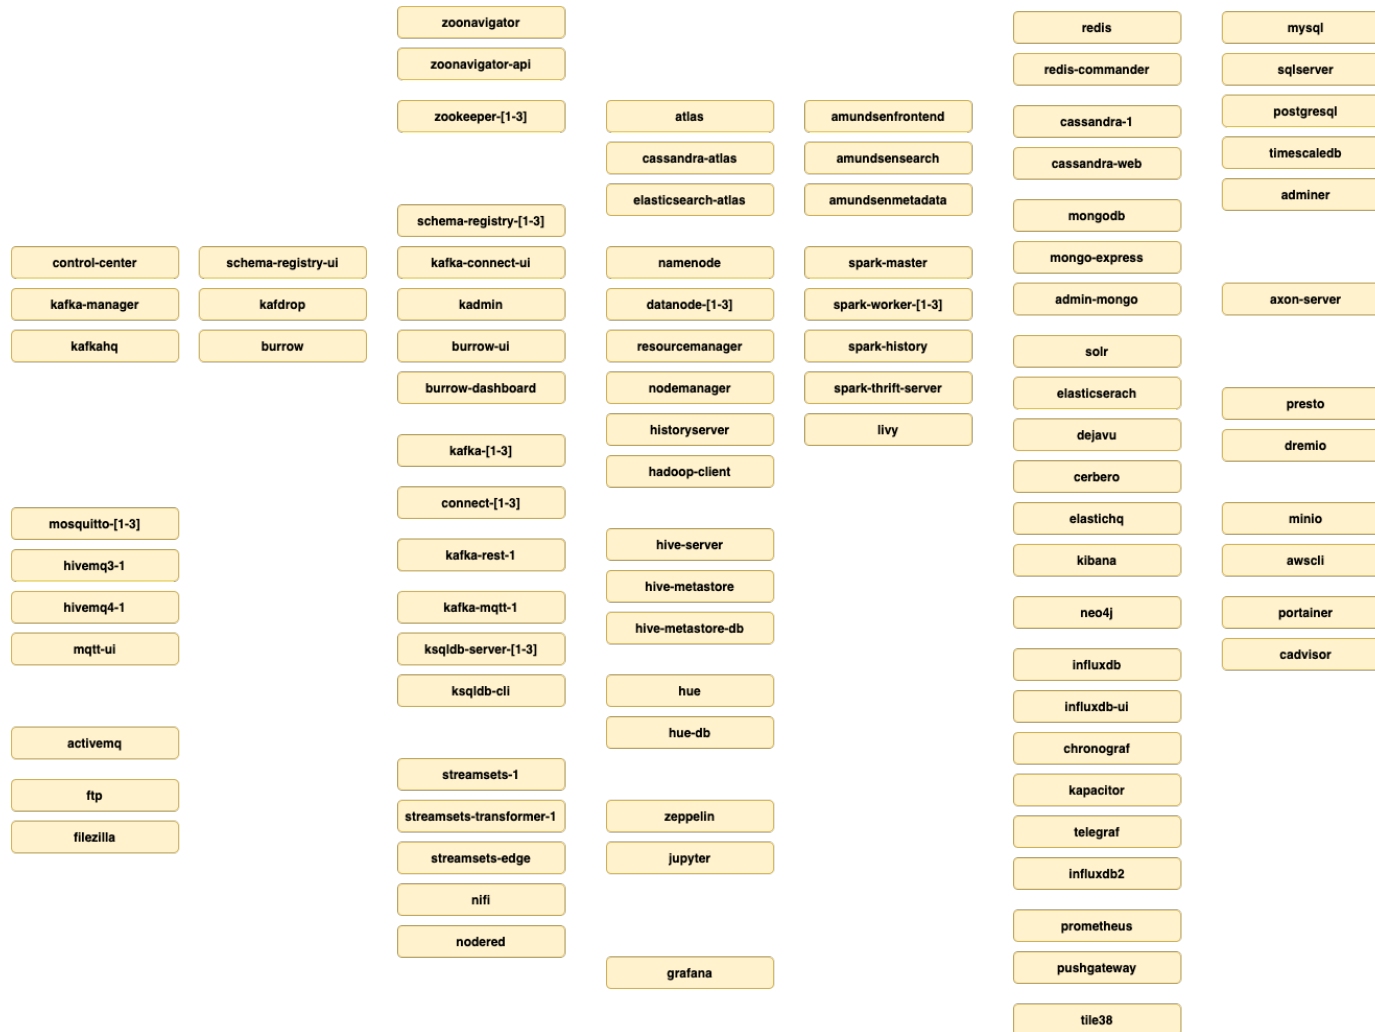 zoonavigator
zoonavigator-api
zookeeper-[1-3]
schema-registry-[1-3]
control-center
kafka-manager
kafkahq
schema-registry-ui
kafdrop
burrow
kafka-connect-ui
kadmin
burrow-ui
burrow-dashboard
kafka-[1-3]
connect-[1-3]
kafka-rest-1
kafka-mqtt-1
ksqldb-server-[1-3]
ksqldb-cli
mosquitto-[1-3]
hivemq3-1
hivemq4-1
mqtt-ui
activemq
ftp
filezilla
streamsets-1
streamsets-transformer-1
streamsets-edge
nifi
nodered
atlas
cassandra-atlas
elasticsearch-atlas
namenode
datanode-[1-3]
resourcemanager
nodemanager
historyserver
hadoop-client
hive-server
hive-metastore
hive-metastore-db
hue
hue-db
zeppelin
jupyter
grafana
amundsenfrontend
amundsensearch
amundsenmetadata
spark-master
spark-worker-[1-3]
spark-history
spark-thrift-server
livy
redis
redis-commander
cassandra-1
cassandra-web
mongodb
mongo-express
admin-mongo
solr
elasticserach
dejavu
cerbero
elastichq
kibana
neo4j
influxdb
influxdb-ui
chronograf
kapacitor
telegraf
influxdb2
prometheus
pushgateway
tile38
mysql
sqlserver
postgresql
timescaledb
adminer
axon-server
presto
dremio
minio
awscli
portainer
cadvisor